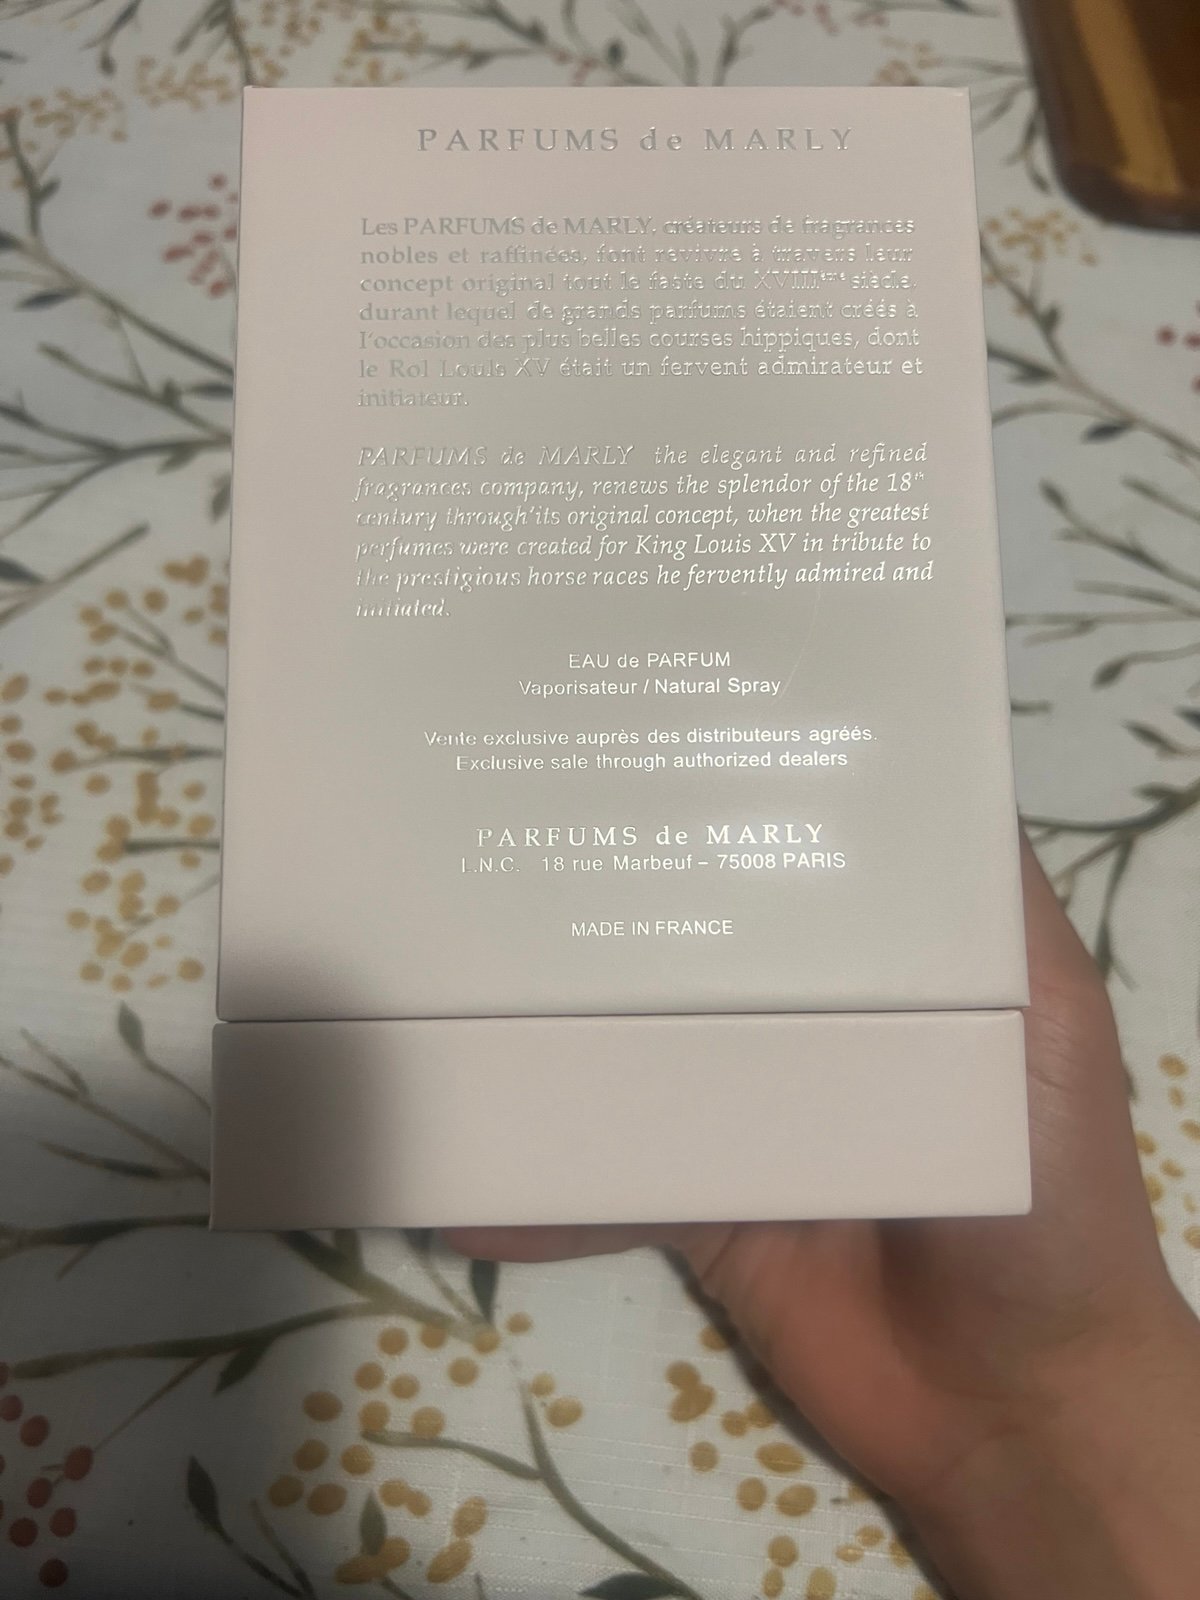 PARFUMS de MARLY
Les PARFUMS de MARLY, créateurs de fragrances
nobles et raffinées, font revivre à travers leur
concept original tout le faste du XVIIIème siècle,
durant lequel de grands parfums étaient créés à
l'occasion des plus belles courses hippiques, dont
le Rol Louis XV était un fervent admirateur et
initiateur.
PARFUMS de MARLY the elegant and refined
fragrances company, renews the splendor of the 18th
century through'its original concept, when the greatest
perfumes were created for King Louis XV in tribute to
the prestigious horse races he fervently admired and
initiated.
EAU de PARFUM
Vaporisateur / Natural Spray
Vente exclusive auprès des distributeurs agréés.
Exclusive sale through authorized dealers
PARFUMS de MARLY
I.N.C. 18 rue Marbeuf – 75008 PARIS
MADE IN FRANCE